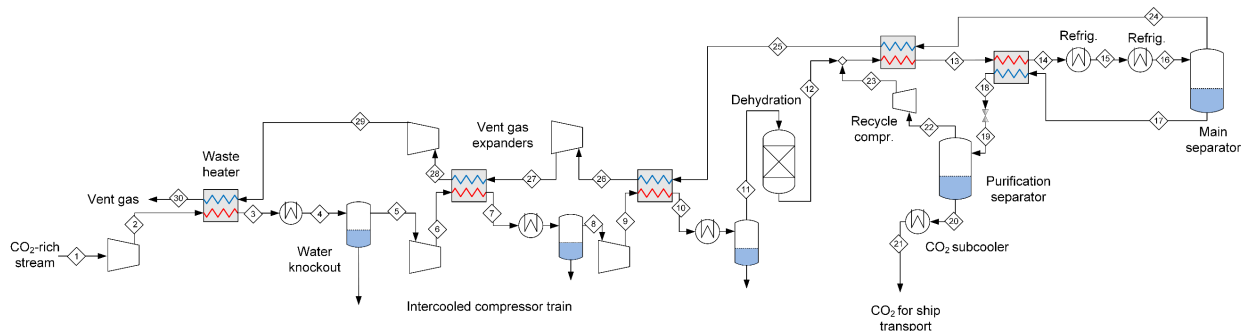 24
Refrig.
Refrig.
25
13
14
15
16
12
18
23
Dehydration
Recycle
compr.
22
19
17
Main
separator
29
Vent gas
expanders
Waste
heater
28
27
26
11
Purification
separator
Vent gas
30
2
3
4
5
6
7
8
9
10
20
CO₂-rich
stream
1
Water
knockout
21
CO₂ subcooler
Intercooled compressor train
CO₂ for ship
transport